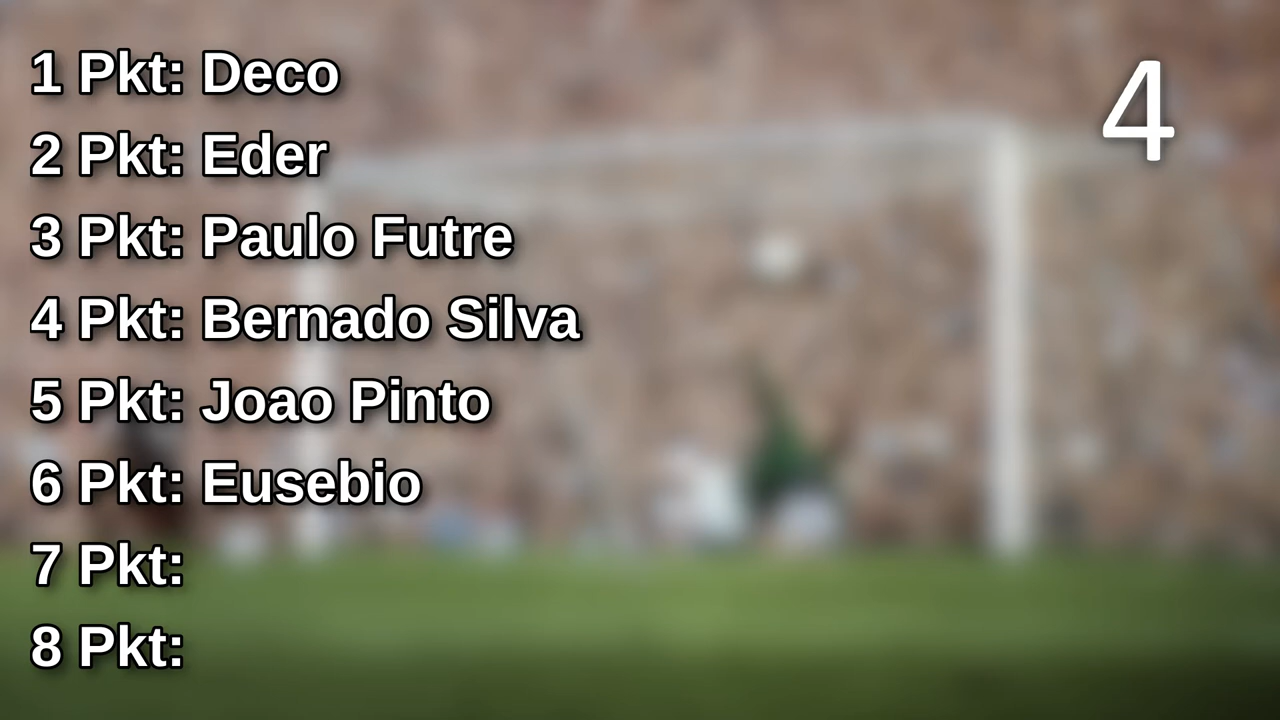 1 Pkt: Deco
4
2 Pkt: Eder
3 Pkt: Paulo Futre
4 Pkt: Bernado Silva
5 Pkt: Joao Pinto
6 Pkt: Eusebio
7 Pkt:
8 Pkt: